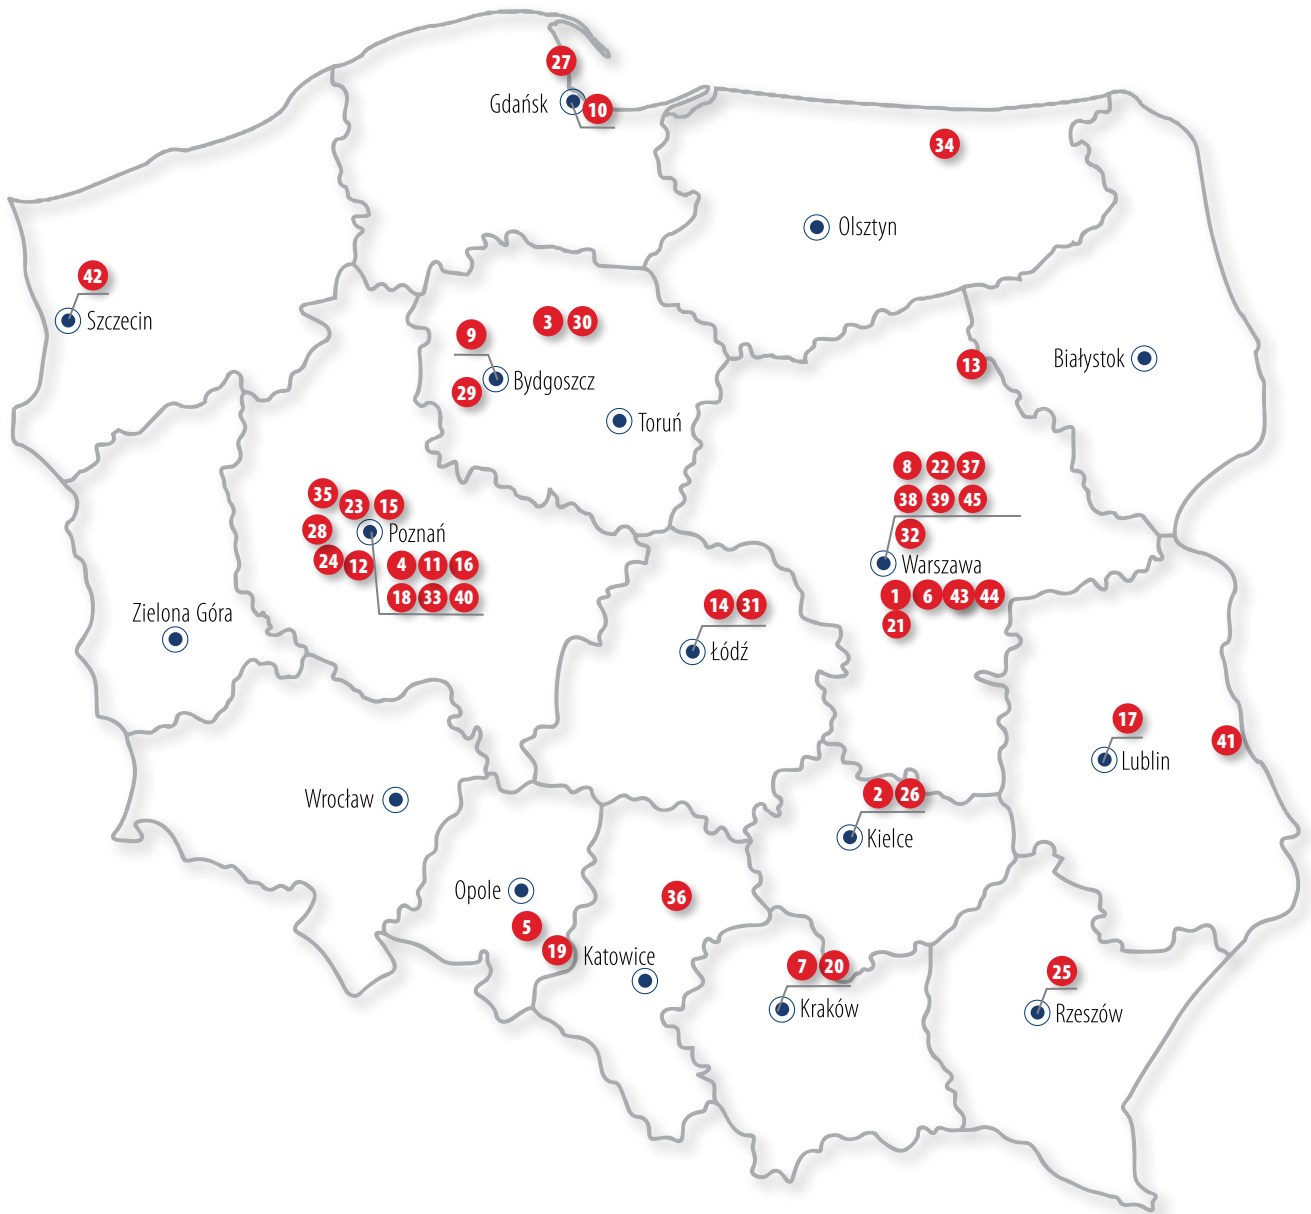 27
Gdańsk
10
34
Olsztyn
42
Szczecin
3 30
9
Bydgoszcz
29
13
Białystok
Toruń
8 22 37
38 39 45
32
Warszawa
1 6 43 44
21
35
23 15
28
Poznań
24 12
4 11 16
18 33 40
Zielona Góra
14 31
Łódź
17
41
Lublin
Wrocław
2 26
Kielce
Opole
5
19
36
Katowice
7 20
Kraków
25
Rzeszów